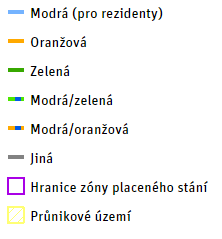 Modrá (pro rezidenty)
Oranžová
Zelená
Modrá/zelená
Modrá/oranžová
Jiná
Hranice zóny placeného stání
Průnikové území